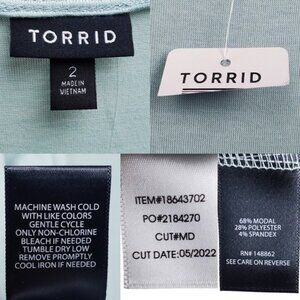 TORRID
2
MADE IN
VIETNAM
TORRID
MACHINE WASH COLD
WITH LIKE COLORS
GENTLE CYCLE
ONLY NON-CHLORINE
BLEACH IF NEEDED
TUMBLE DRY LOW
REMOVE PROMPTLY
COOL IRON IF NEEDED
ITEM#18643702
PO#2184270
CUT#MD
CUT DATE:05/2022
68% MODAL
28% POLYESTER
4% SPANDEX
RN# 148862
SEE CARE ON REVERSE